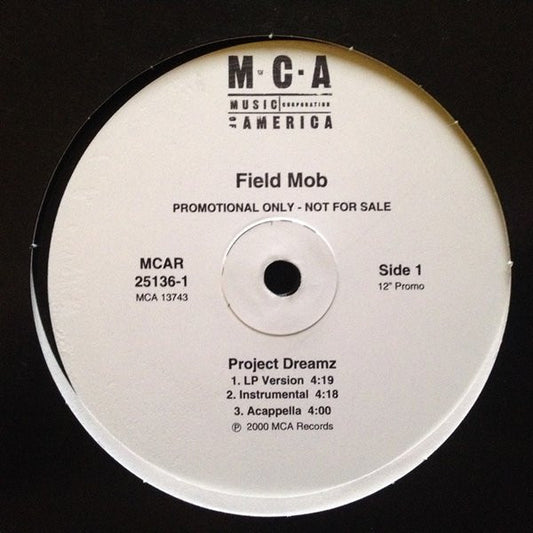 M·C·A
MUSIC CORPORATION
OF AMERICA
Field Mob
PROMOTIONAL ONLY - NOT FOR SALE
MCAR
25136-1
MCA 13743
Side 1
12" Promo
Project Dreamz
1. LP Version 4:19
2. Instrumental 4:18
3. Acappella 4:00
℗ 2000 MCA Records